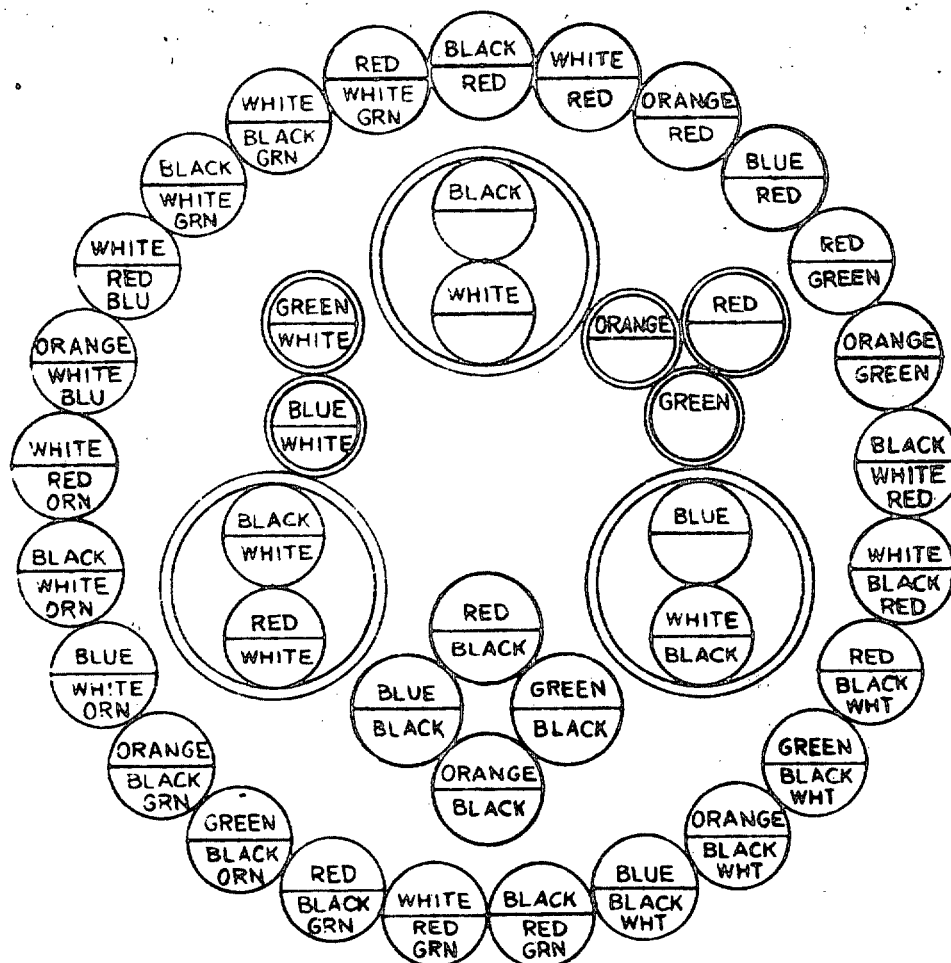 BLACK
RED
WHITE
RED
ORANGE
RED
BLUE
RED
RED
GREEN
ORANGE
GREEN
BLACK
WHITE
RED
WHITE
BLACK
RED
RED
BLACK
WHT
GREEN
BLACK
WHT
ORANGE
BLACK
WHT
BLUE
BLACK
WHT
BLACK
RED
GRN
WHITE
RED
GRN
RED
BLACK
GRN
GREEN
BLACK
ORN
ORANGE
BLACK
GRN
BLUE
WHITE
ORN
BLACK
WHITE
ORN
WHITE
RED
ORN
ORANGE
WHITE
BLU
WHITE
RED
BLU
BLACK
WHITE
GRN
WHITE
BLACK
GRN
RED
WHITE
GRN
BLACK
WHITE
GREEN
WHITE
BLUE
WHITE
ORANGE
RED
GREEN
BLACK
WHITE
RED
WHITE
BLUE
WHITE
BLACK
RED
BLACK
BLUE
BLACK
GREEN
BLACK
ORANGE
BLACK